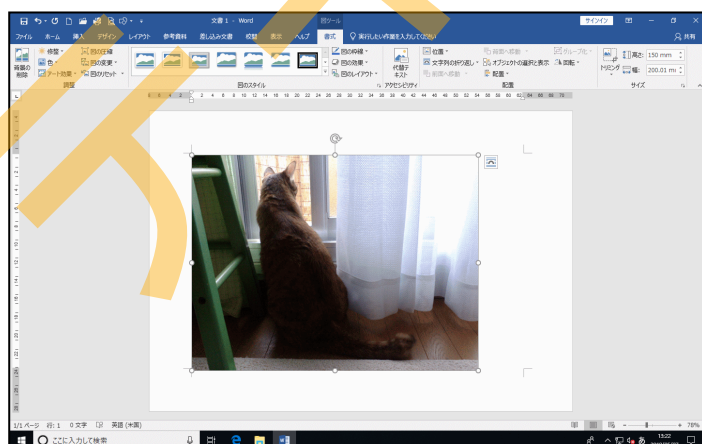 文書 1 - Word
図ツール
サインイン
ファイル ホーム 挿入 デザイン レイアウト 参考資料 差し込み文書 校閲 表示 ヘルプ 書式 実行したい作業を入力してください
共有
背景の削除
修整
色
アート効果
図の圧縮
図の変更
図のリセット
調整
図のスタイル
図の枠線
図の効果
図のレイアウト
代替テキスト
アクセシビリティ
位置
文字列の折り返し
前面へ移動
オブジェクトの選択と表示
配置
グループ化
回転
配置
トリミング
高さ: 150 mm
幅: 200.01 mm
サイズ
1/1 ページ 行: 1 0 文字 英語 (米国)
78%
ここに入力して検索
あ
13:22